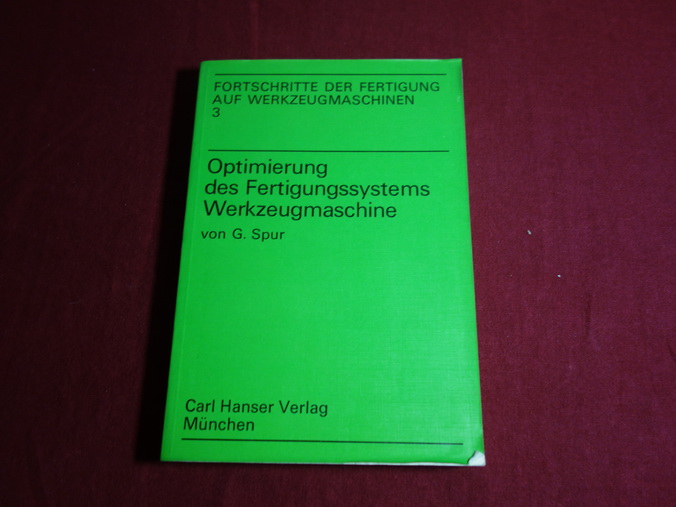 FORTSCHRITTE DER FERTIGUNG
AUF WERKZEUGMASCHINEN
3
Optimierung
des Fertigungssystems
Werkzeugmaschine
von G. Spur
Carl Hanser Verlag
München